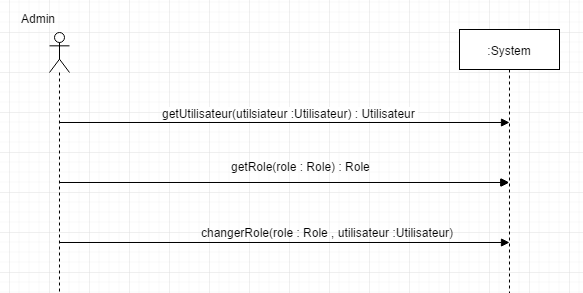 Admin
:System
getUtilisateur(utilsiateur :Utilisateur) : Utilisateur
getRole(role : Role) : Role
changerRole(role : Role , utilisateur :Utilisateur)